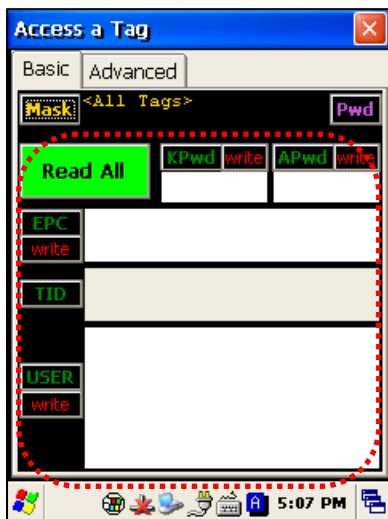 Access a Tag
Basic Advanced
Mask <All Tags> Pwd
Read All KPwd write APwd write
EPC
write
TID
USER
write
A 5:07 PM